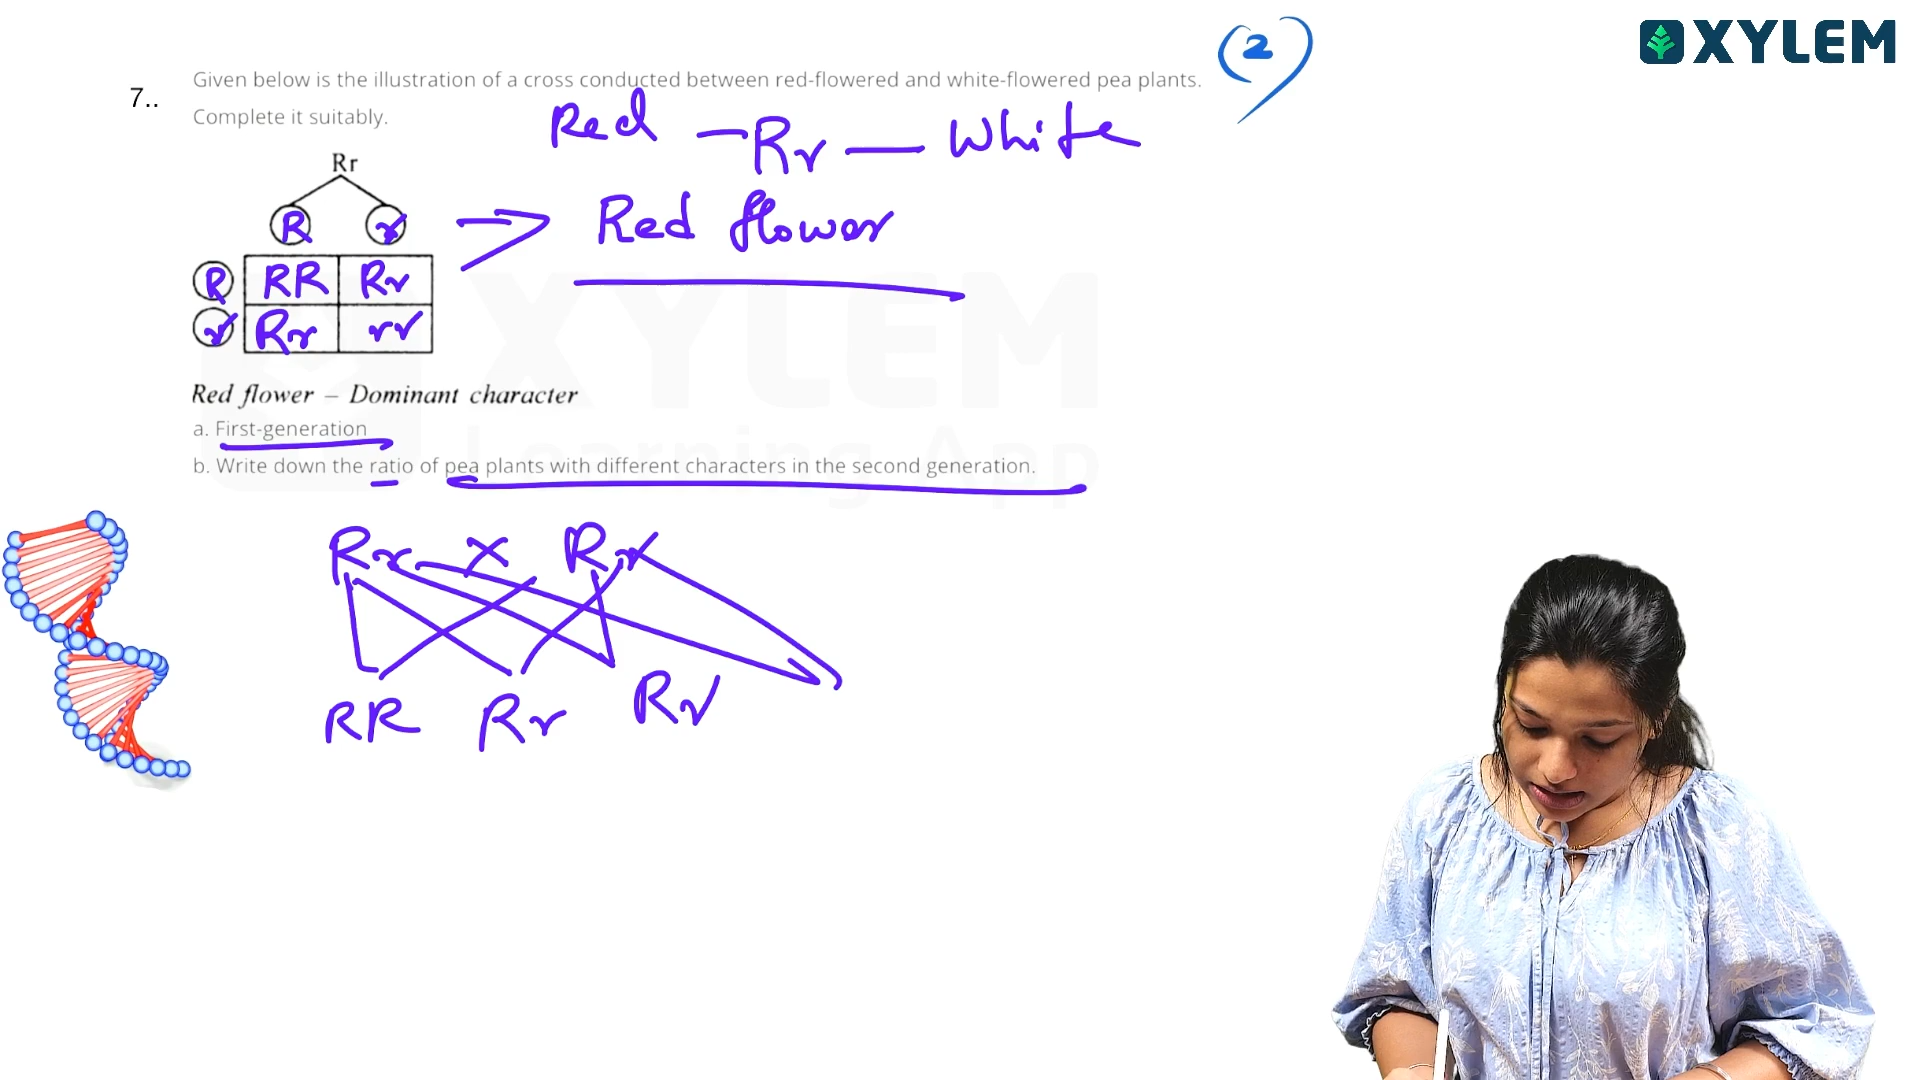 XYLEM
(2)
7..
Given below is the illustration of a cross conducted between red-flowered and white-flowered pea plants.
Complete it suitably.
Red — Rr — White
Rr
R r
Red flower
R RR Rr
r Rr rr
Red flower – Dominant character
a. First-generation
b. Write down the ratio of pea plants with different characters in the second generation.
Rr x Rr
RR Rr Rr
XYLEM
Learning App